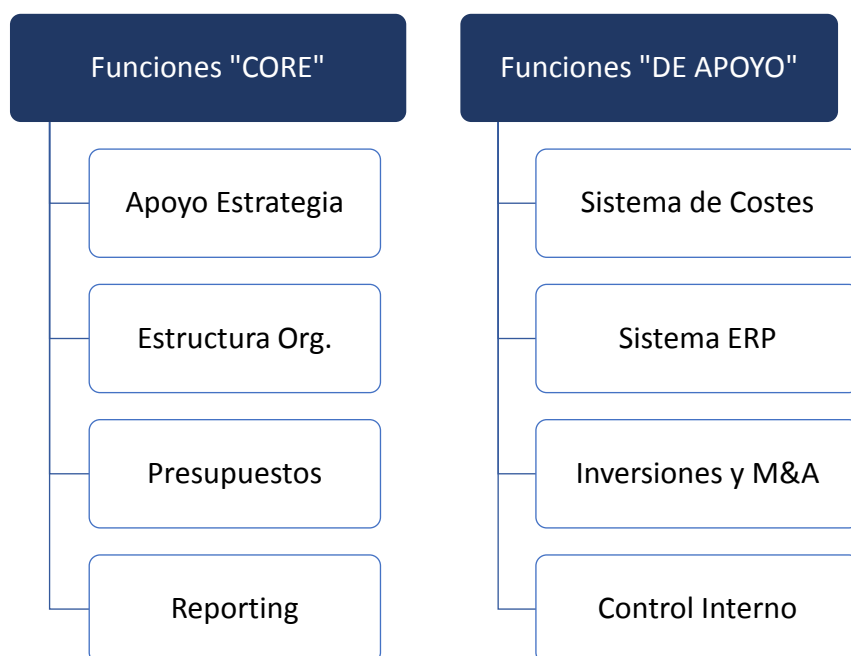 Funciones "CORE"
Apoyo Estrategia
Estructura Org.
Presupuestos
Reporting
Funciones "DE APOYO"
Sistema de Costes
Sistema ERP
Inversiones y M&A
Control Interno